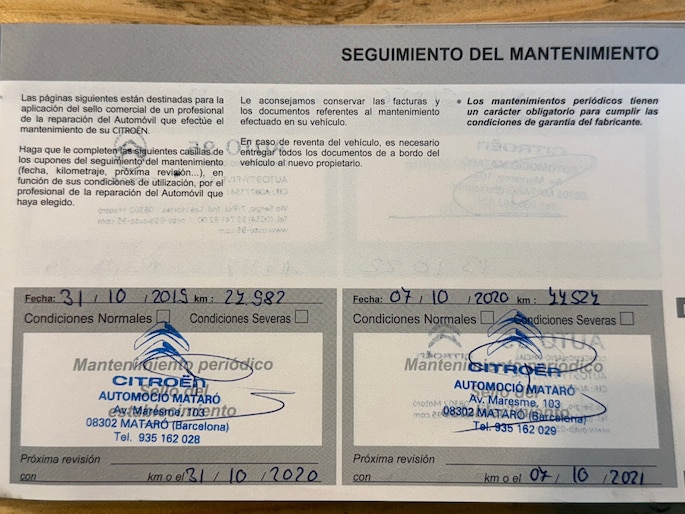 SEGUIMIENTO DEL MANTENIMIENTO
Las páginas siguientes están destinadas para la
aplicación del sello comercial de un profesional
de la reparación del Automóvil que efectúe el
mantenimiento de su CITROËN.
Haga que le completen las siguientes casillas de
los cupones del seguimiento del mantenimiento
(fecha, kilometraje, próxima revisión...), en
función de sus condiciones de utilización, por el
profesional de la reparación del Automóvil que
haya elegido.
Le aconsejamos conservar las facturas y
los documentos referentes al mantenimiento
efectuado en su vehículo.
En caso de reventa del vehículo, es necesario
entregar todos los documentos de a bordo del
vehículo al nuevo propietario.
• Los mantenimientos periódicos tienen
un carácter obligatorio para cumplir las
condiciones de garantía del fabricante.
Fecha: 31 / 10 / 2019 km:
Condiciones Normales Condiciones Severas
Mantenimiento periódico
CITROËN
Sello del
AUTOMOCIÓ MATARÓ
establecimiento
Av. Maresme, 103
08302 MATARÓ (Barcelona)
Tel. 935 162 028
Próxima revisión
con km o el 31 / 10 / 2020
Fecha: 07 / 10 / 2020 km: 44524
Condiciones Normales Condiciones Severas
Mantenimiento periódico
CITROËN
Sello del
AUTOMOCIÓ MATARÓ
establecimiento
Av. Maresme, 103
08302 MATARÓ (Barcelona)
Tel. 935 162 029
Próxima revisión
con km o el 07 / 10 / 2021